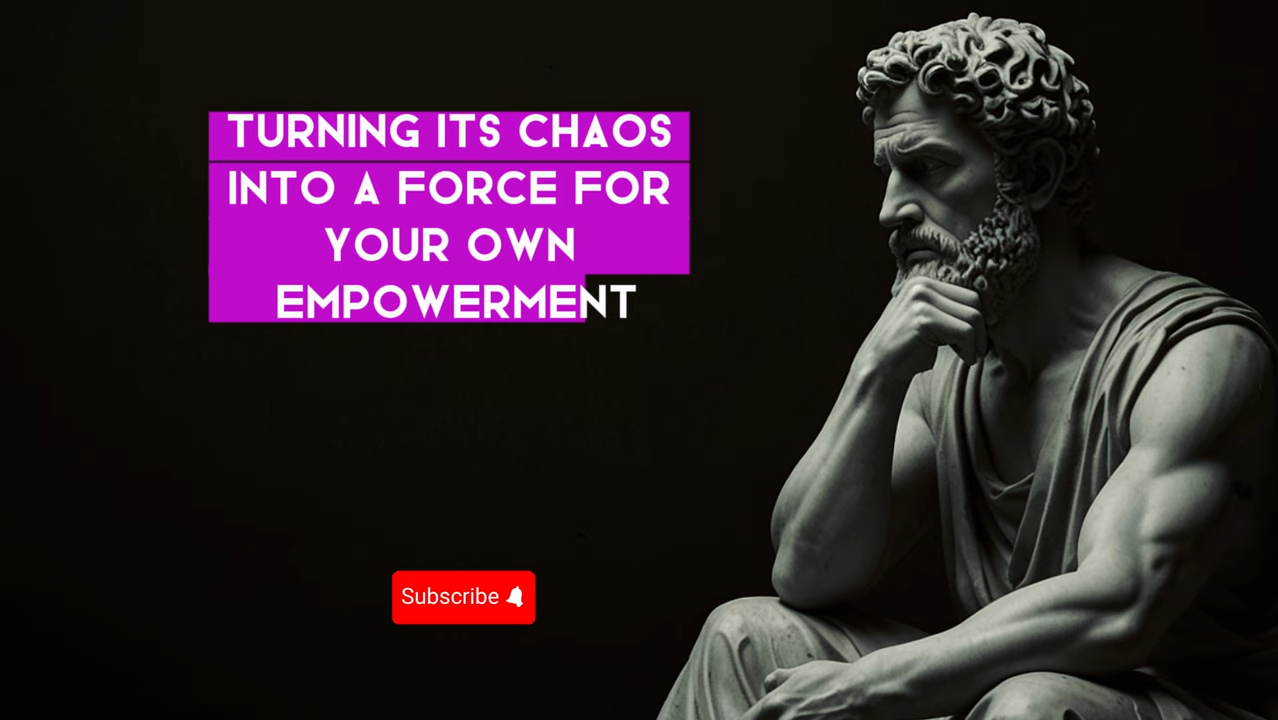 TURNING ITS CHAOS
INTO A FORCE FOR
YOUR OWN
EMPOWERMENT
Subscribe